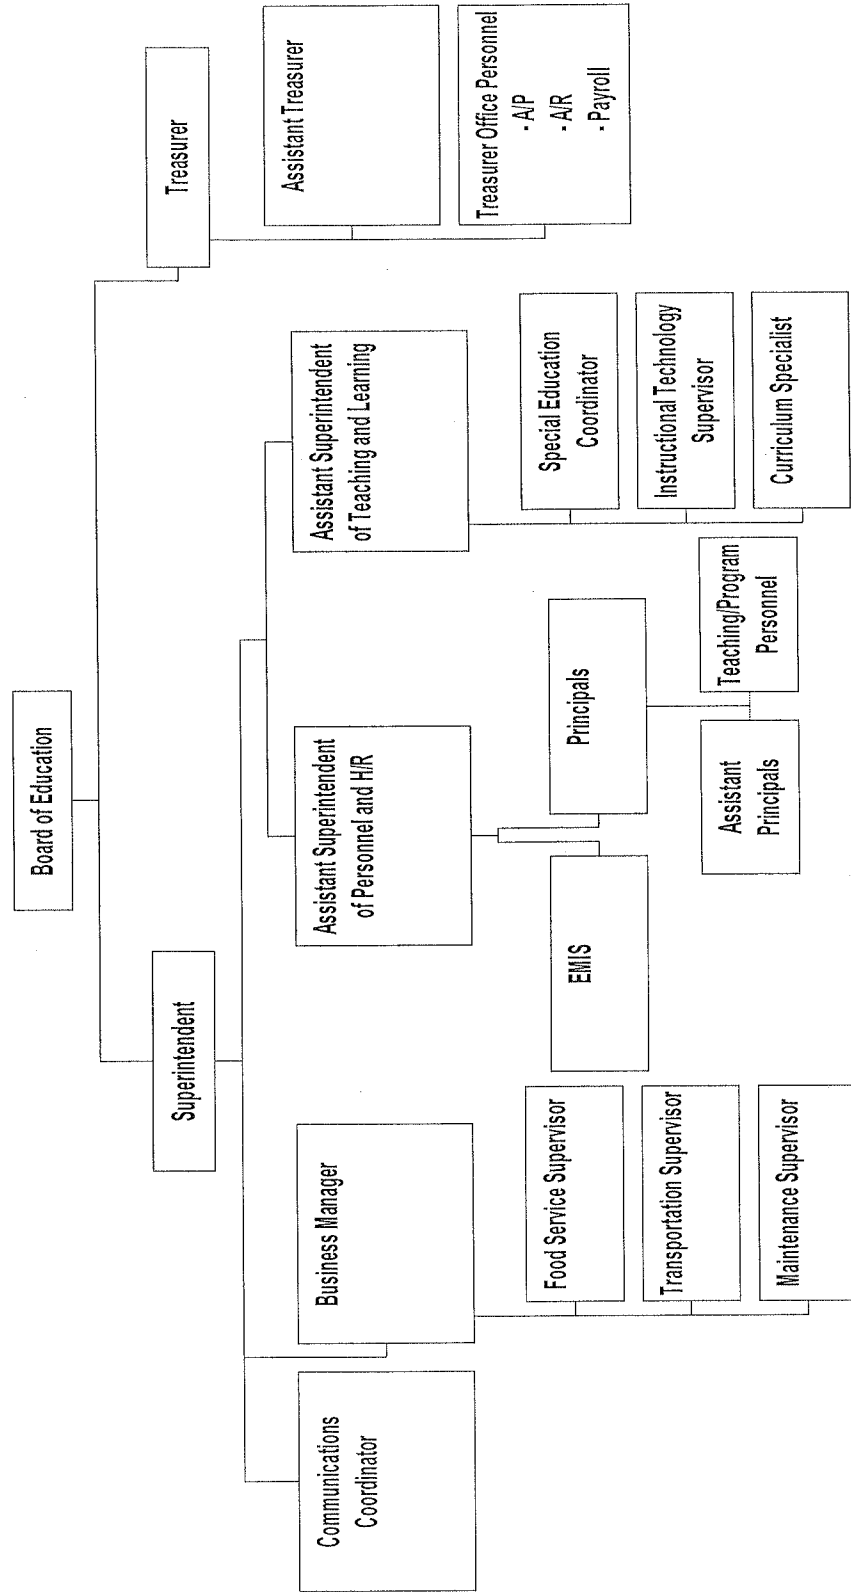 Board of Education
Superintendent
Treasurer
Communications
Coordinator
Business Manager
Assistant Superintendent
of Personnel and H/R
Assistant Superintendent
of Teaching and Learning
Assistant Treasurer
Treasurer Office Personnel
- A/P
- A/R
- Payroll
Food Service Supervisor
Transportation Supervisor
Maintenance Supervisor
EMIS
Principals
Assistant
Principals
Teaching/Program
Personnel
Special Education
Coordinator
Instructional Technology
Supervisor
Curriculum Specialist